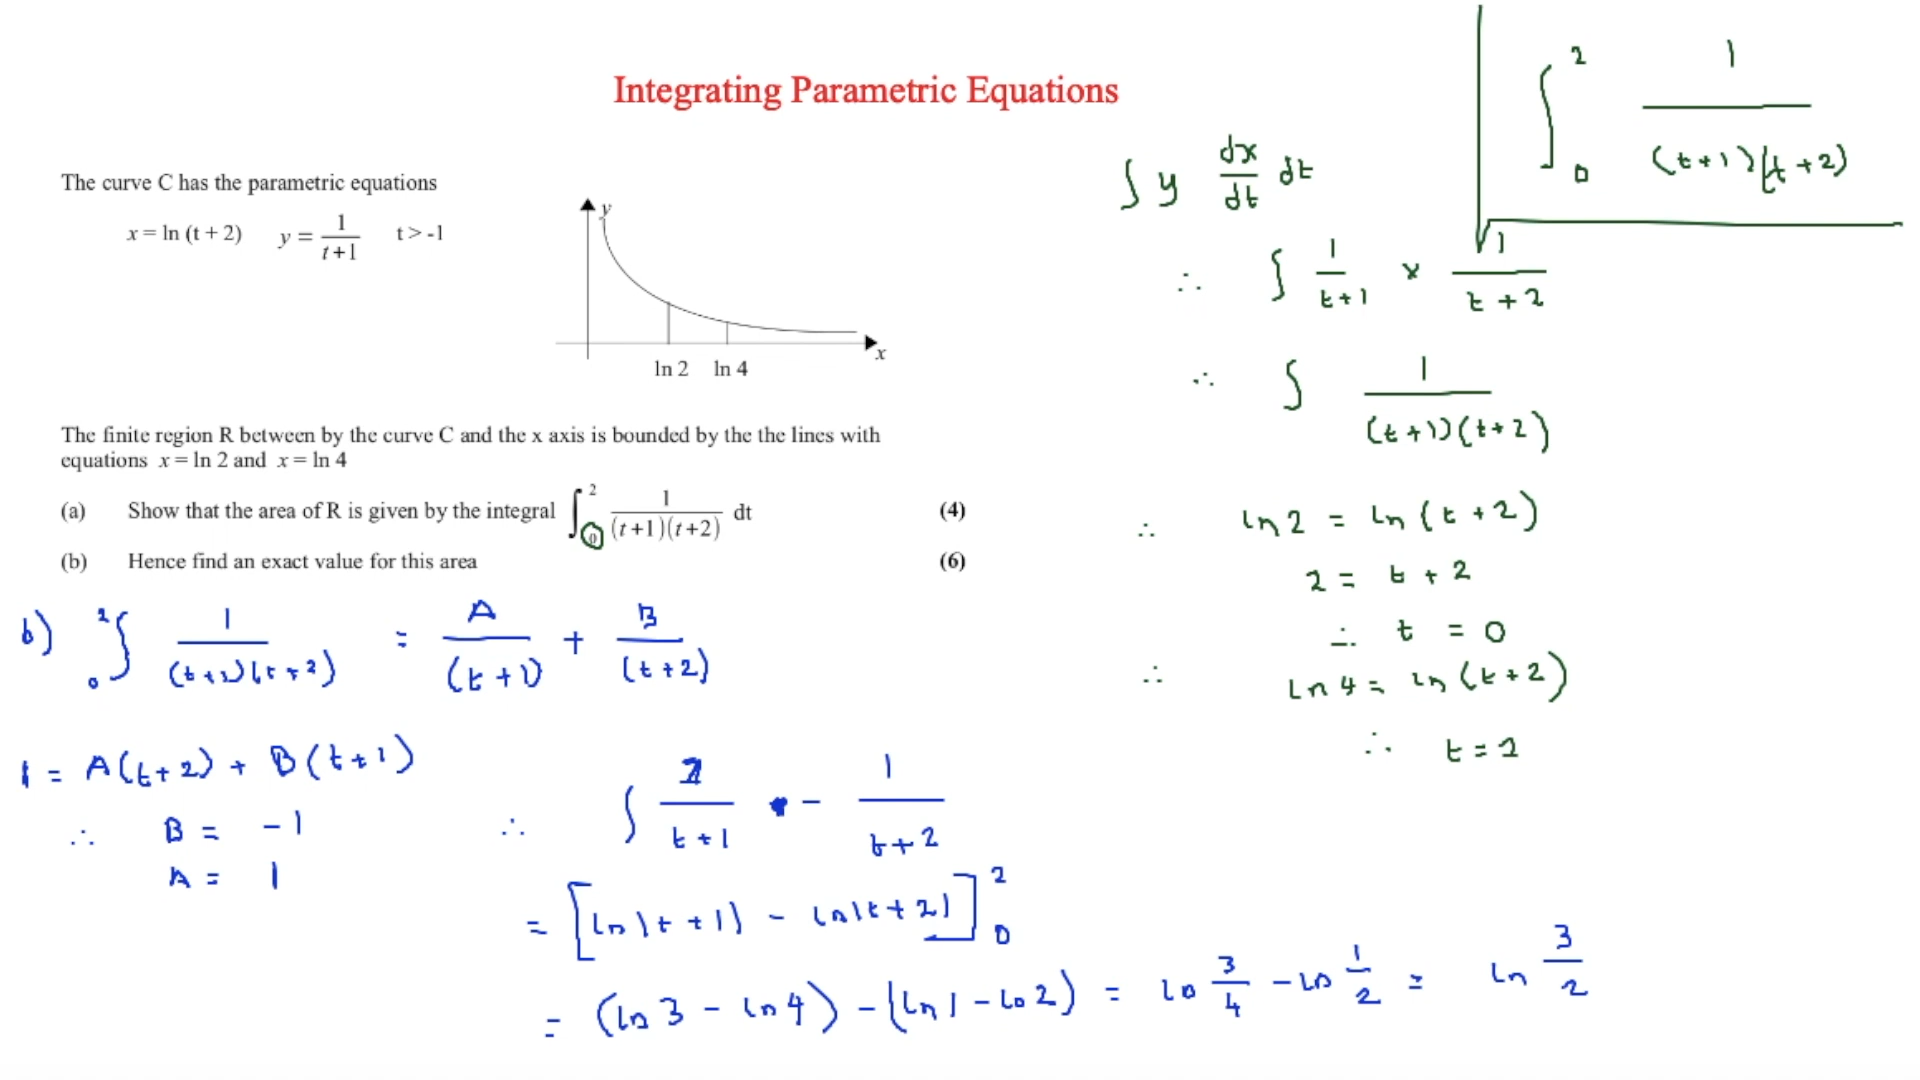 Integrating Parametric Equations
The curve C has the parametric equations
x = ln (t + 2)    y = 1/(t+1)    t > -1
y
x
ln 2    ln 4
The finite region R between by the curve C and the x axis is bounded by the the lines with
equations x = ln 2 and x = ln 4
(a) Show that the area of R is given by the integral ∫₀² 1/((t+1)(t+2)) dt (4)
(b) Hence find an exact value for this area (6)
∫ y dx/dt dt
∫₀² 1/((t+1)(t+2))
∴ ∫ 1/(t+1) × 1/(t+2)
∴ ∫ 1/((t+1)(t+2))
∴ ln 2 = ln (t + 2)
2 = t + 2
∴ t = 0
∴ ln 4 = ln (t + 2)
∴ t = 2
b) ₀²∫ 1/((t+1)(t+2)) = A/(t+1) + B/(t+2)
1 = A(t+2) + B(t+1)
∴ B = -1
A = 1
∴ ∫ 1/(t+1) - 1/(t+2)
= [ln|t+1| - ln|t+2|]₀²
= (ln 3 - ln 4) - (ln 1 - ln 2) = ln 3/4 - ln 1/2 = ln 3/2